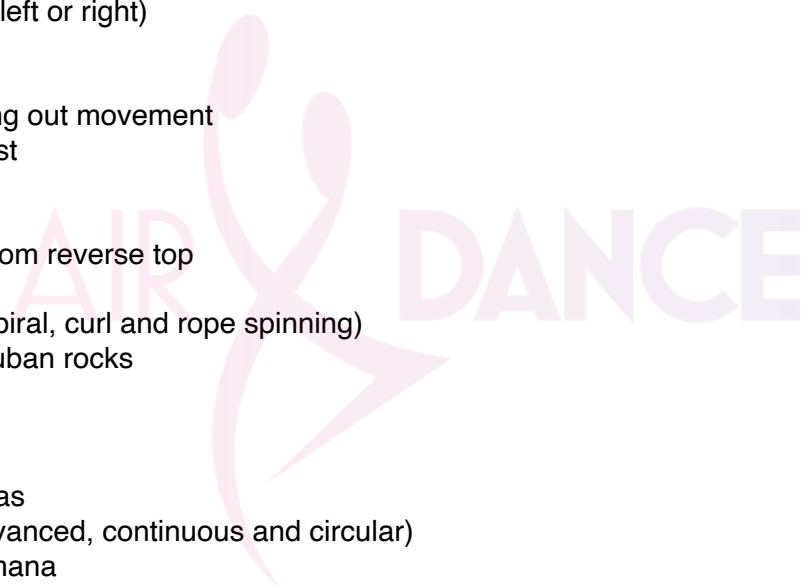 left or right)
ng out movement
st
om reverse top
AIR DANCE
piral, curl and rope spinning)
uban rocks
as
vanced, continuous and circular)
nana